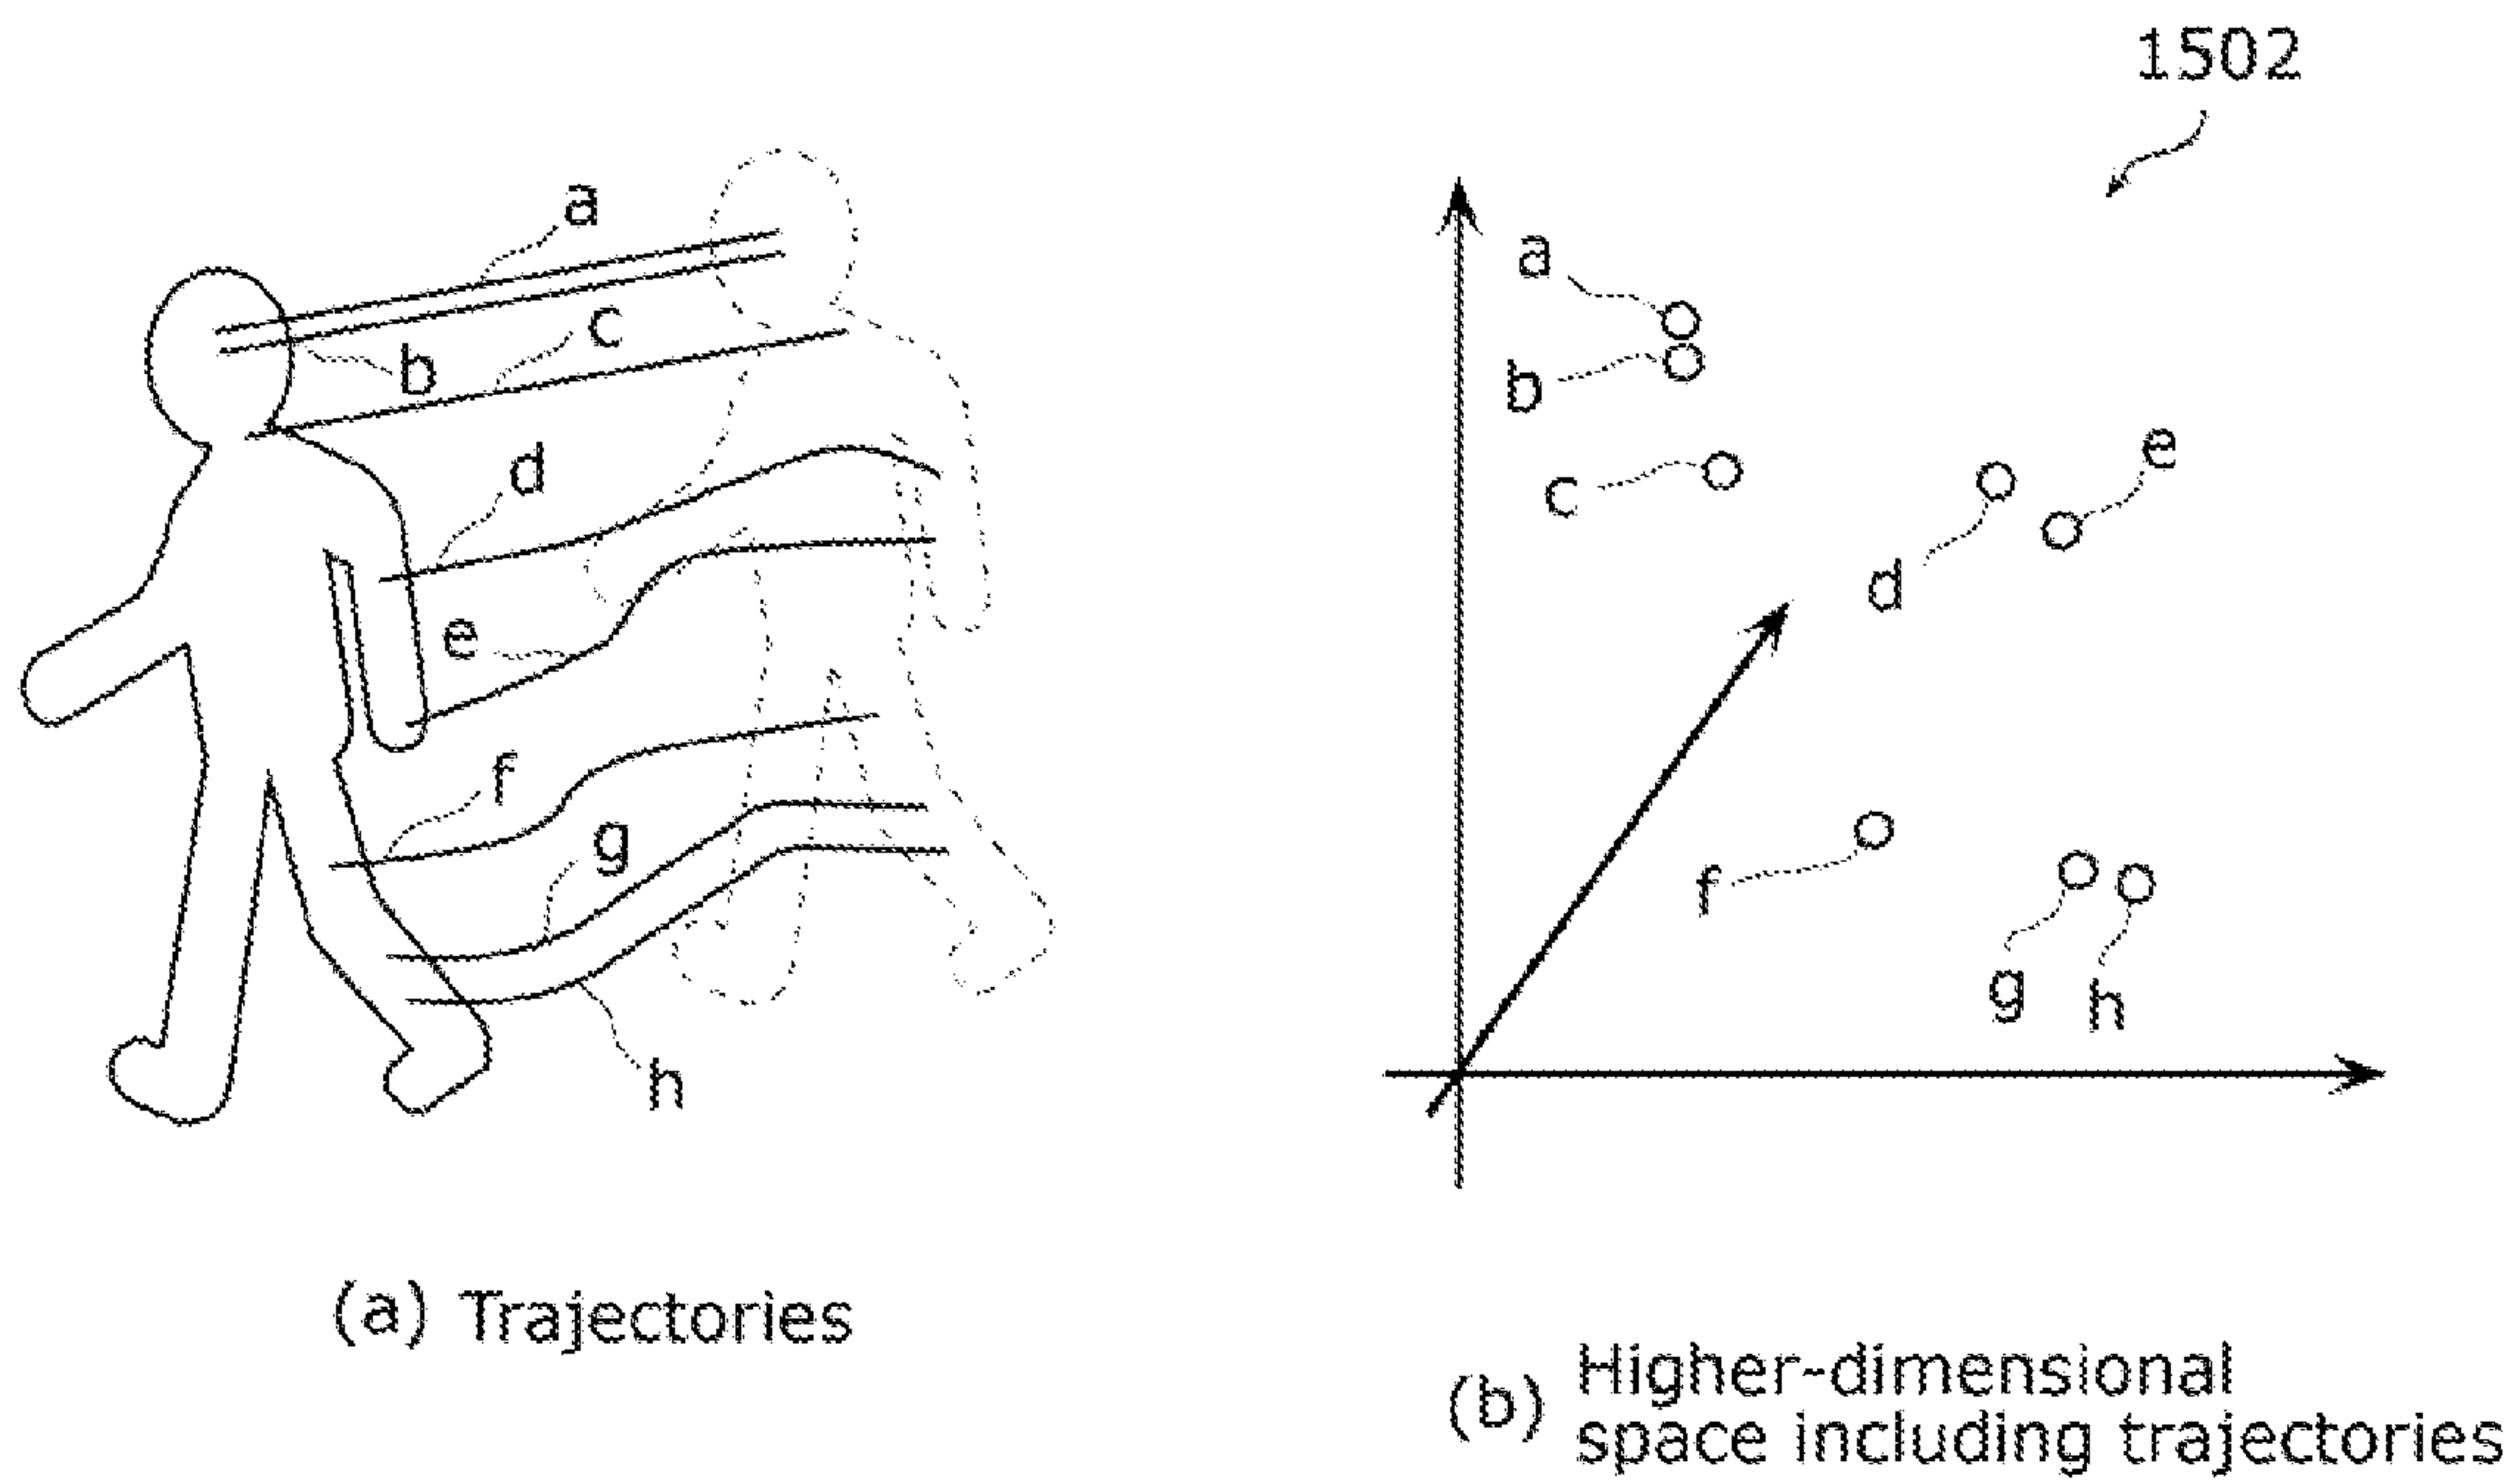 1502
a
c
b
d
e
f
g
h
a
b
c
e
d
f
g
h
(a) Trajectories
(b) Higher-dimensional
space including trajectories